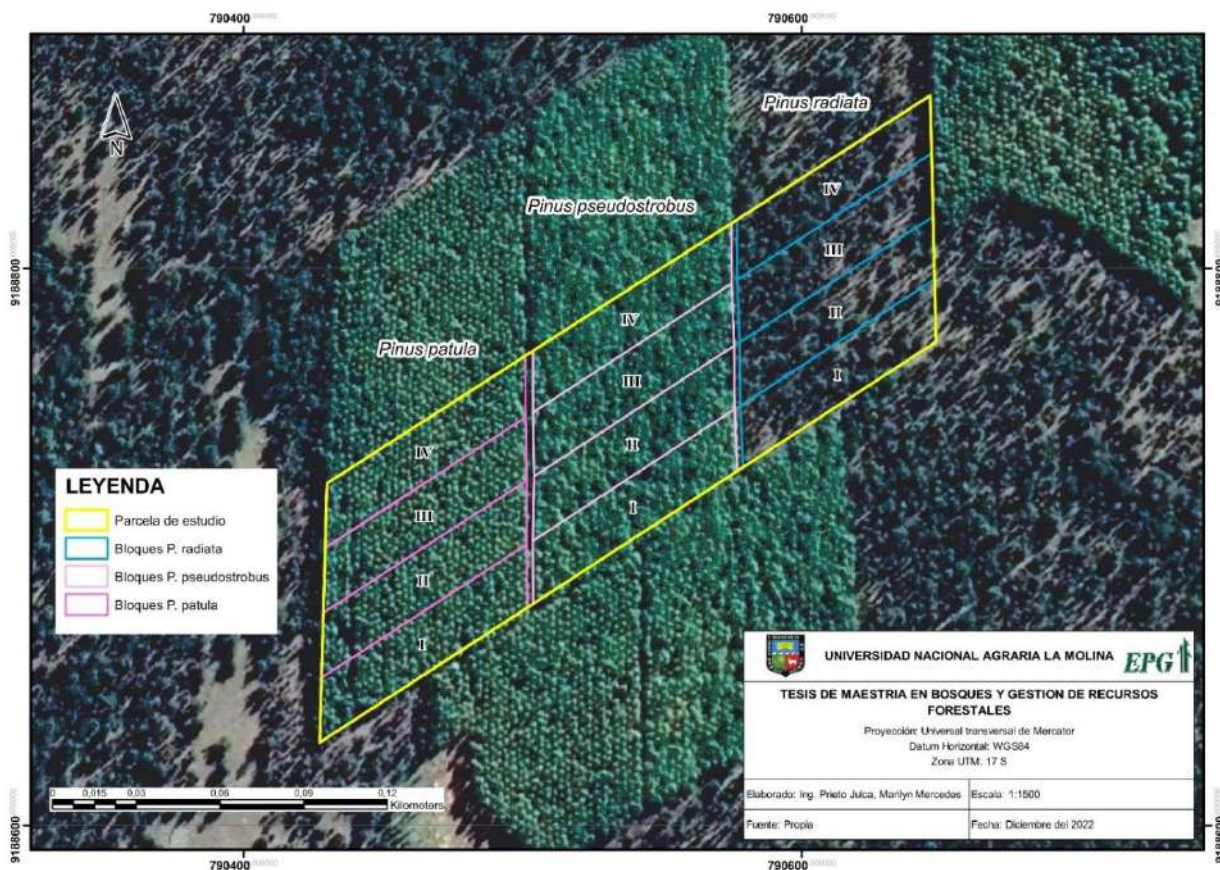 790400
790600
Pinus radiata
N
IV
Pinus pseudostrobus
III
9188800
9188800
IV
II
Pinus patula
III
I
IV
II
LEYENDA
III
I
Parcela de estudio
Bloques P. radiata
II
Bloques P. pseudostrobus
Bloques P. patula
I
UNIVERSIDAD NACIONAL AGRARIA LA MOLINA
EPG
TESIS DE MAESTRIA EN BOSQUES Y GESTION DE RECURSOS
FORESTALES
Proyección: Universal transversal de Mercator
Datum Horizontal: WGS84
Zona UTM: 17 S
Elaborado: Ing. Prieto Julca, Marilyn Mercedes
Escala: 1:1500
Fuente: Propia
Fecha: Diciembre del 2022
0 0,015 0,03 0,06 0,09 0,12
Kilometers
9188600
9188600
790400
790600